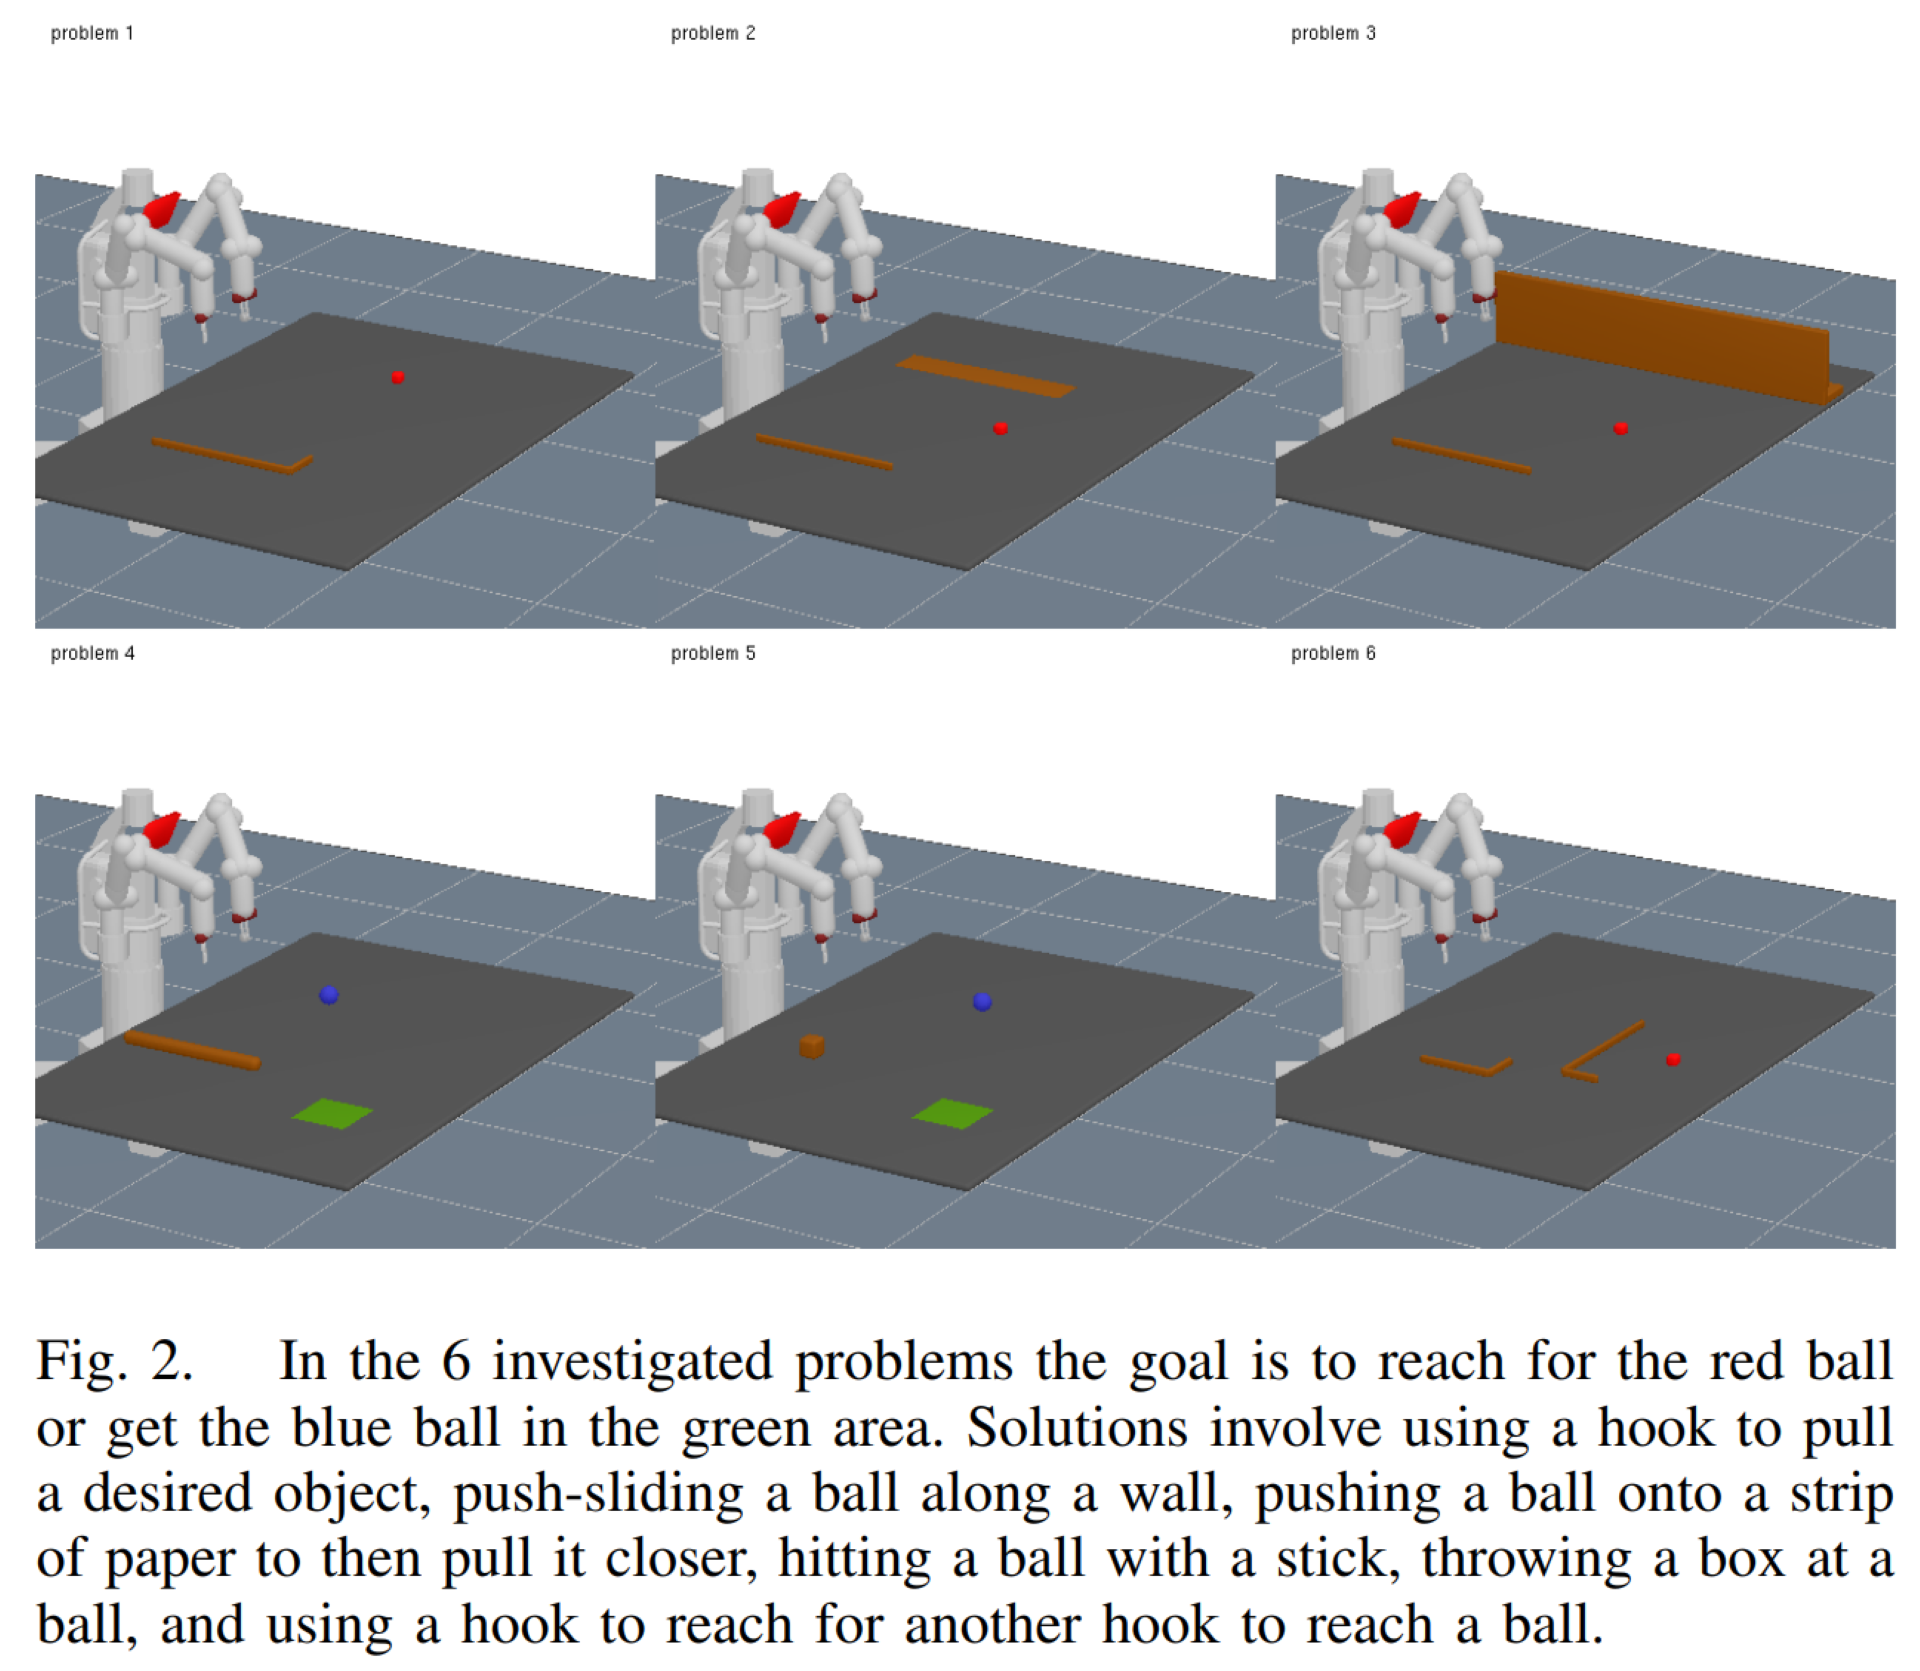 problem 1
problem 2
problem 3
problem 4
problem 5
problem 6
Fig. 2. In the 6 investigated problems the goal is to reach for the red ball
or get the blue ball in the green area. Solutions involve using a hook to pull
a desired object, push-sliding a ball along a wall, pushing a ball onto a strip
of paper to then pull it closer, hitting a ball with a stick, throwing a box at a
ball, and using a hook to reach for another hook to reach a ball.